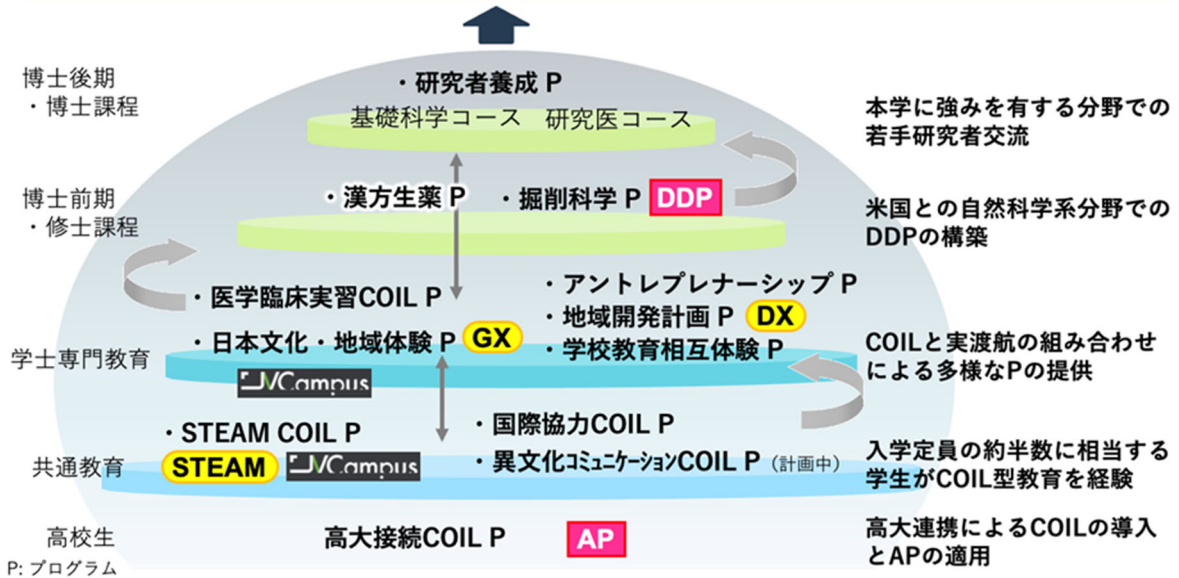 博士後期
・博士課程
・研究者養成 P
基礎科学コース 研究医コース
本学に強みを有する分野での
若手研究者交流
博士前期
・修士課程
・漢方生薬 P
・掘削科学 P DDP
米国との自然科学系分野での
DDPの構築
・医学臨床実習COIL P
・日本文化・地域体験 P GX
・アントレプレナーシップ P
・地域開発計画 P DX
・学校教育相互体験 P
学士専門教育
JVCampus
COILと実渡航の組み合わせ
による多様なPの提供
・STEAM COIL P
STEAM JVCampus
・国際協力COIL P
・異文化コミュニケーションCOIL P (計画中)
共通教育
入学定員の約半数に相当する
学生がCOIL型教育を経験
高校生
高大接続COIL P AP
高大連携によるCOILの導入
とAPの適用
P: プログラム